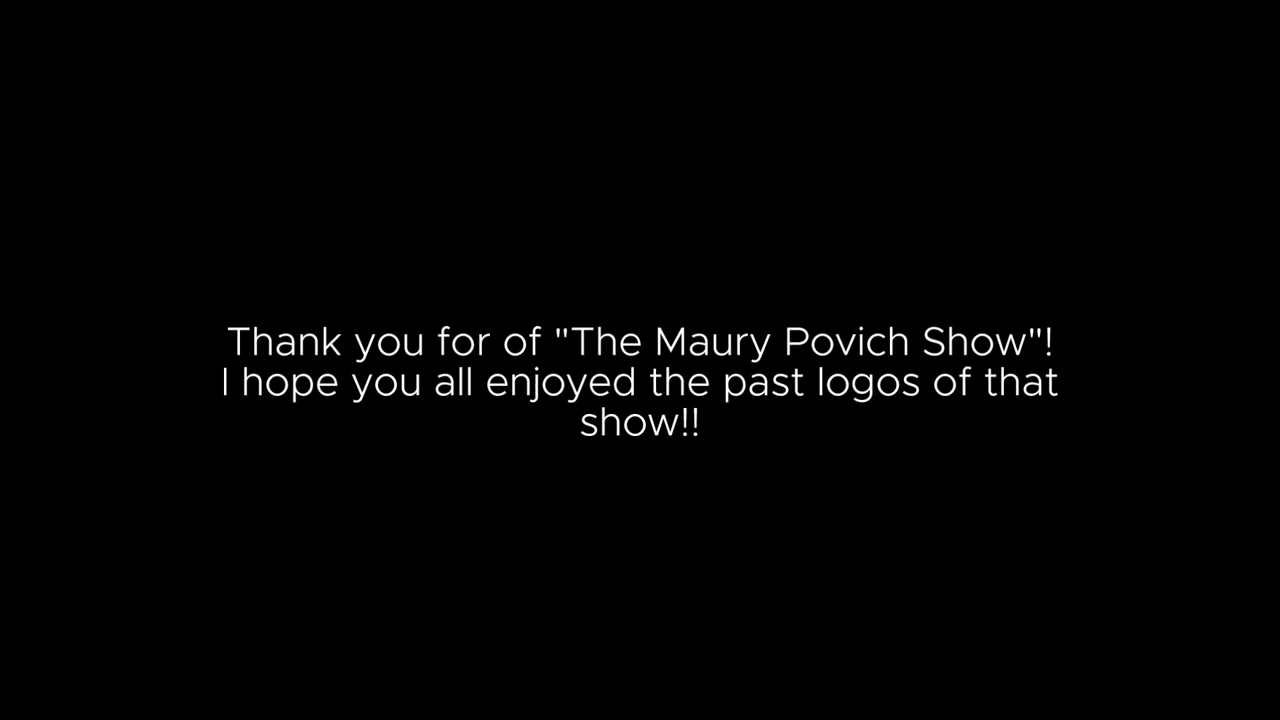 Thank you for of "The Maury Povich Show"!
I hope you all enjoyed the past logos of that
show!!